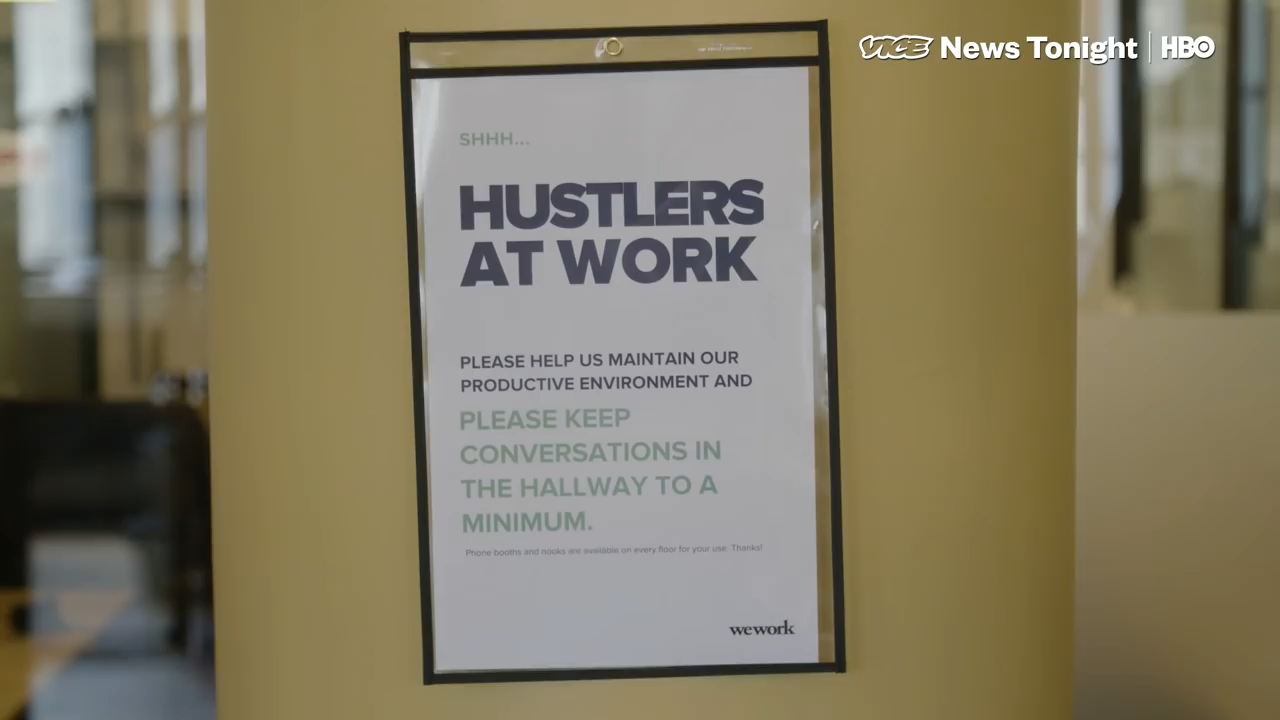 VICE News Tonight | HBO
SHHH...
HUSTLERS
AT WORK
PLEASE HELP US MAINTAIN OUR
PRODUCTIVE ENVIRONMENT AND
PLEASE KEEP
CONVERSATIONS IN
THE HALLWAY TO A
MINIMUM.
Phone booths and nooks are available on every floor for your use. Thanks!
wework